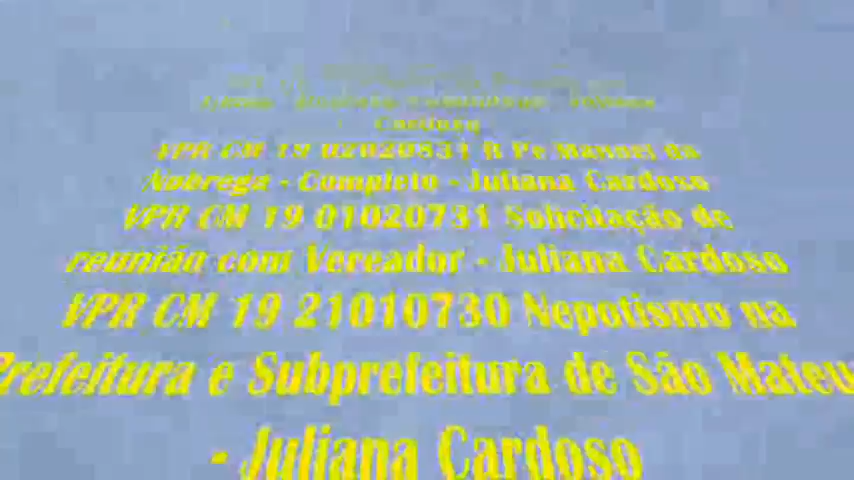 Cardoso
VPR CM 19 02020831 R Pe Manoel da
Nobrega - Completo - Juliana Cardoso
VPR CM 19 01020731 Solicitação de
reunião com Vereador - Juliana Cardoso
VPR CM 19 21010730 Nepotismo na
Prefeitura e Subprefeitura de São Mateu
- Juliana Cardoso